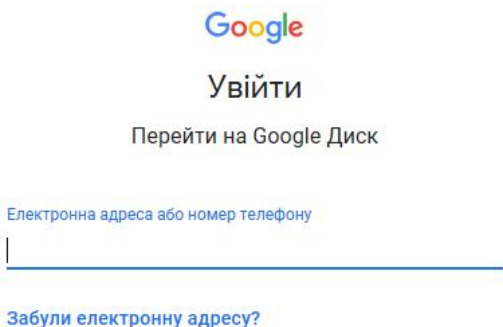 Google
Увійти
Перейти на Google Диск
Електронна адреса або номер телефону
Забули електронну адресу?